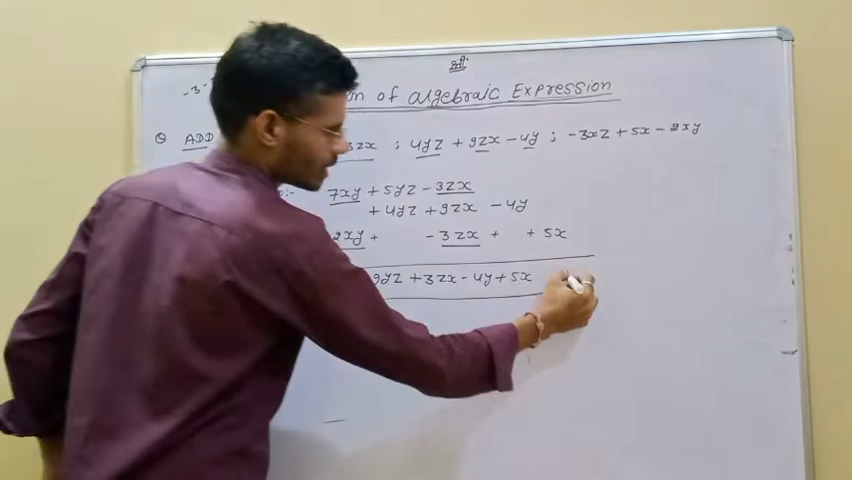 श्री
-3-
n of algebraic Expression
Q ADD 3zx ; 4yz + 9zx - 4y ; -3xz + 5x - 2xy
:- 7xy + 5yz - 3zx
+ 4yz + 9zx - 4y
2xy + - 3zx + + 5x
9yz + 3zx - 4y + 5x